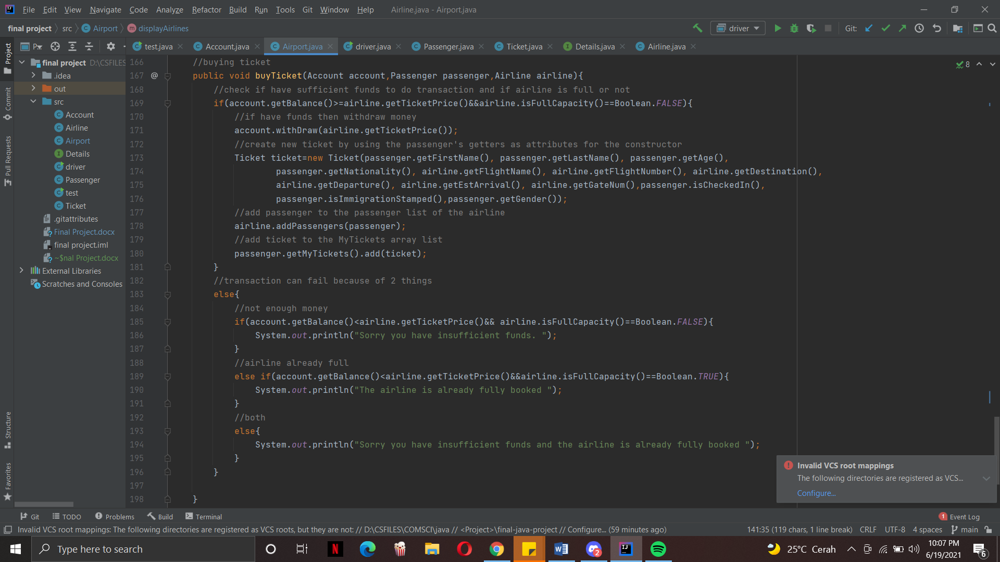 File Edit View Navigate Code Analyze Refactor Build Run Tools Git Window Help Airline.java - Airport.java
final project src Airport displayAirlines driver Git:
P... test.java Account.java Airport.java driver.java Passenger.java Ticket.java Details.java Airline.java
Project
Commit
Pull Requests
Structure
Favorites
final project D:\CSFILES
.idea
out
src
Account
Airline
Airport
Details
driver
Passenger
test
Ticket
.gitattributes
Final Project.docx
final project.iml
~$nal Project.docx
External Libraries
Scratches and Consoles
8
166 //buying ticket
167 @ public void buyTicket(Account account,Passenger passenger,Airline airline){
168 //check if have sufficient funds to do transaction and if airline is full or not
169 if(account.getBalance()>=airline.getTicketPrice()&&airline.isFullCapacity()==Boolean.FALSE){
170 //if have funds then withdraw money
171 account.withDraw(airline.getTicketPrice());
172 //create new ticket by using the passenger's getters as attributes for the constructor
173 Ticket ticket=new Ticket(passenger.getFirstName(), passenger.getLastName(), passenger.getAge(),
174 passenger.getNationality(), airline.getFlightName(), airline.getFlightNumber(), airline.getDestination(),
175 airline.getDeparture(), airline.getEstArrival(), airline.getGateNum(),passenger.isCheckedIn(),
176 passenger.isImmigrationStamped(),passenger.getGender());
177 //add passenger to the passenger list of the airline
178 airline.addPassengers(passenger);
179 //add ticket to the MyTickets array list
180 passenger.getMyTickets().add(ticket);
181 }
182 //transaction can fail because of 2 things
183 else{
184 //not enough money
185 if(account.getBalance()<airline.getTicketPrice()&& airline.isFullCapacity()==Boolean.FALSE){
186 System.out.println("Sorry you have insufficient funds. ");
187 }
188 //airline already full
189 else if(account.getBalance()<airline.getTicketPrice()&&airline.isFullCapacity()==Boolean.TRUE){
190 System.out.println("The airline is already fully booked ");
191 }
192 //both
193 else{
194 System.out.println("Sorry you have insufficient funds and the airline is already fully booked ");
195 }
196 }
197
198 }
Invalid VCS root mappings
The following directories are registered as VCS...
Configure...
Git TODO Problems Build Terminal 1 Event Log
Invalid VCS root mappings: The following directories are registered as VCS roots, but they are not: // D:\CSFILES\COMSCI\java // <Project>\final-java-project // Configure... (59 minutes ago) 141:35 (119 chars, 1 line break) CRLF UTF-8 4 spaces main
Type here to search 2 25°C Cerah 10:07 PM
6/19/2021 6